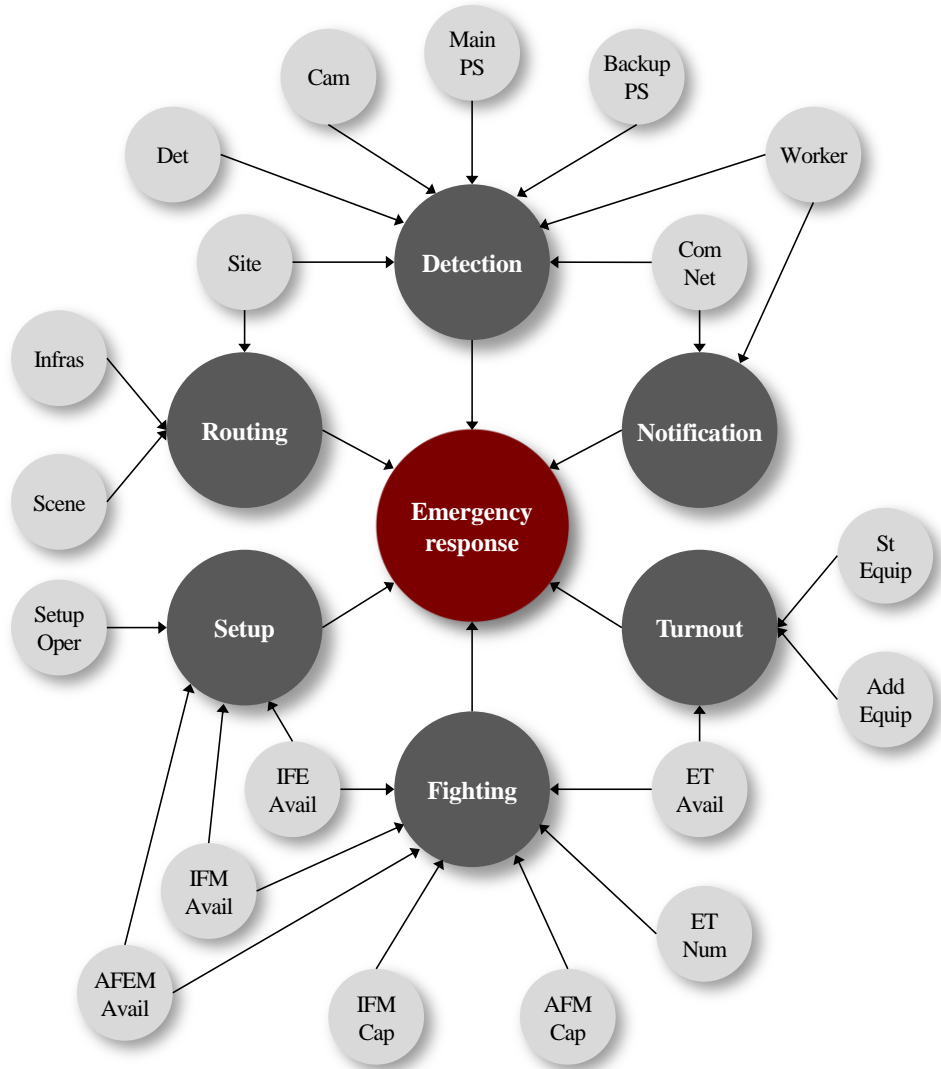 Main
PS
Cam
Backup
PS
Det
Worker
Site
Detection
Com
Net
Infras
Routing
Notification
Scene
Emergency
response
St
Equip
Setup
Oper
Setup
Turnout
Add
Equip
IFE
Avail
Fighting
ET
Avail
IFM
Avail
ET
Num
AFEM
Avail
IFM
Cap
AFM
Cap